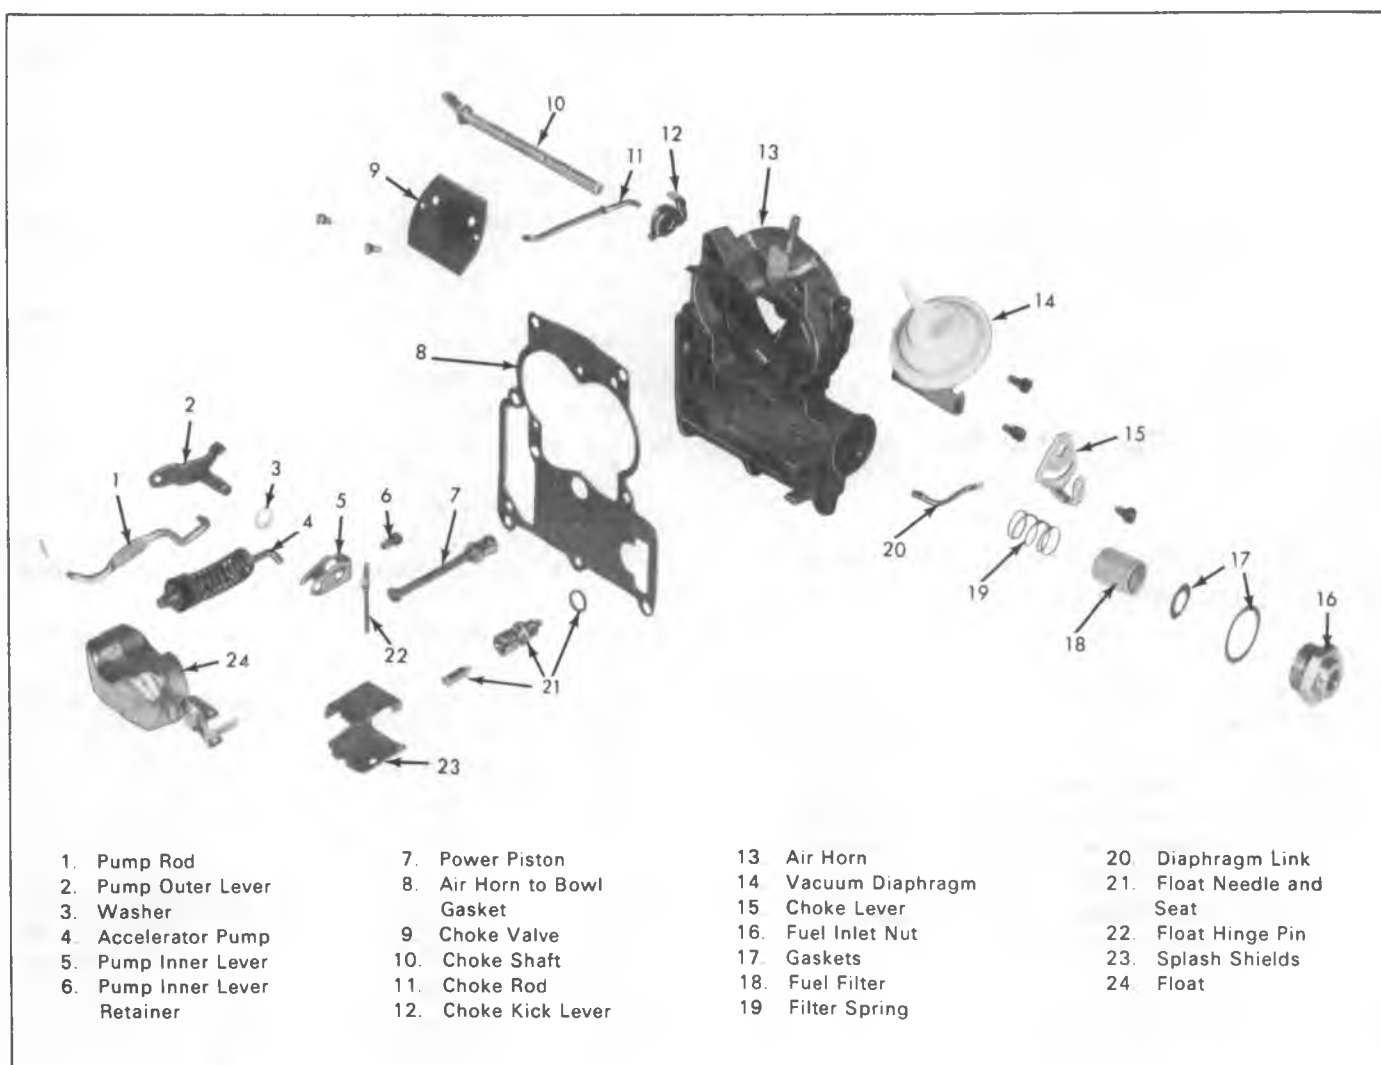 10
12
11
13
9
14
8
2
15
3
1
6
7
5
4
20
17
19
16
18
22
24
21
23
1. Pump Rod
2. Pump Outer Lever
3. Washer
4. Accelerator Pump
5. Pump Inner Lever
6. Pump Inner Lever
Retainer
7. Power Piston
8. Air Horn to Bowl
Gasket
9 Choke Valve
10. Choke Shaft
11. Choke Rod
12. Choke Kick Lever
13 Air Horn
14 Vacuum Diaphragm
15 Choke Lever
16. Fuel Inlet Nut
17. Gaskets
18. Fuel Filter
19 Filter Spring
20 Diaphragm Link
21. Float Needle and
Seat
22. Float Hinge Pin
23. Splash Shields
24 Float